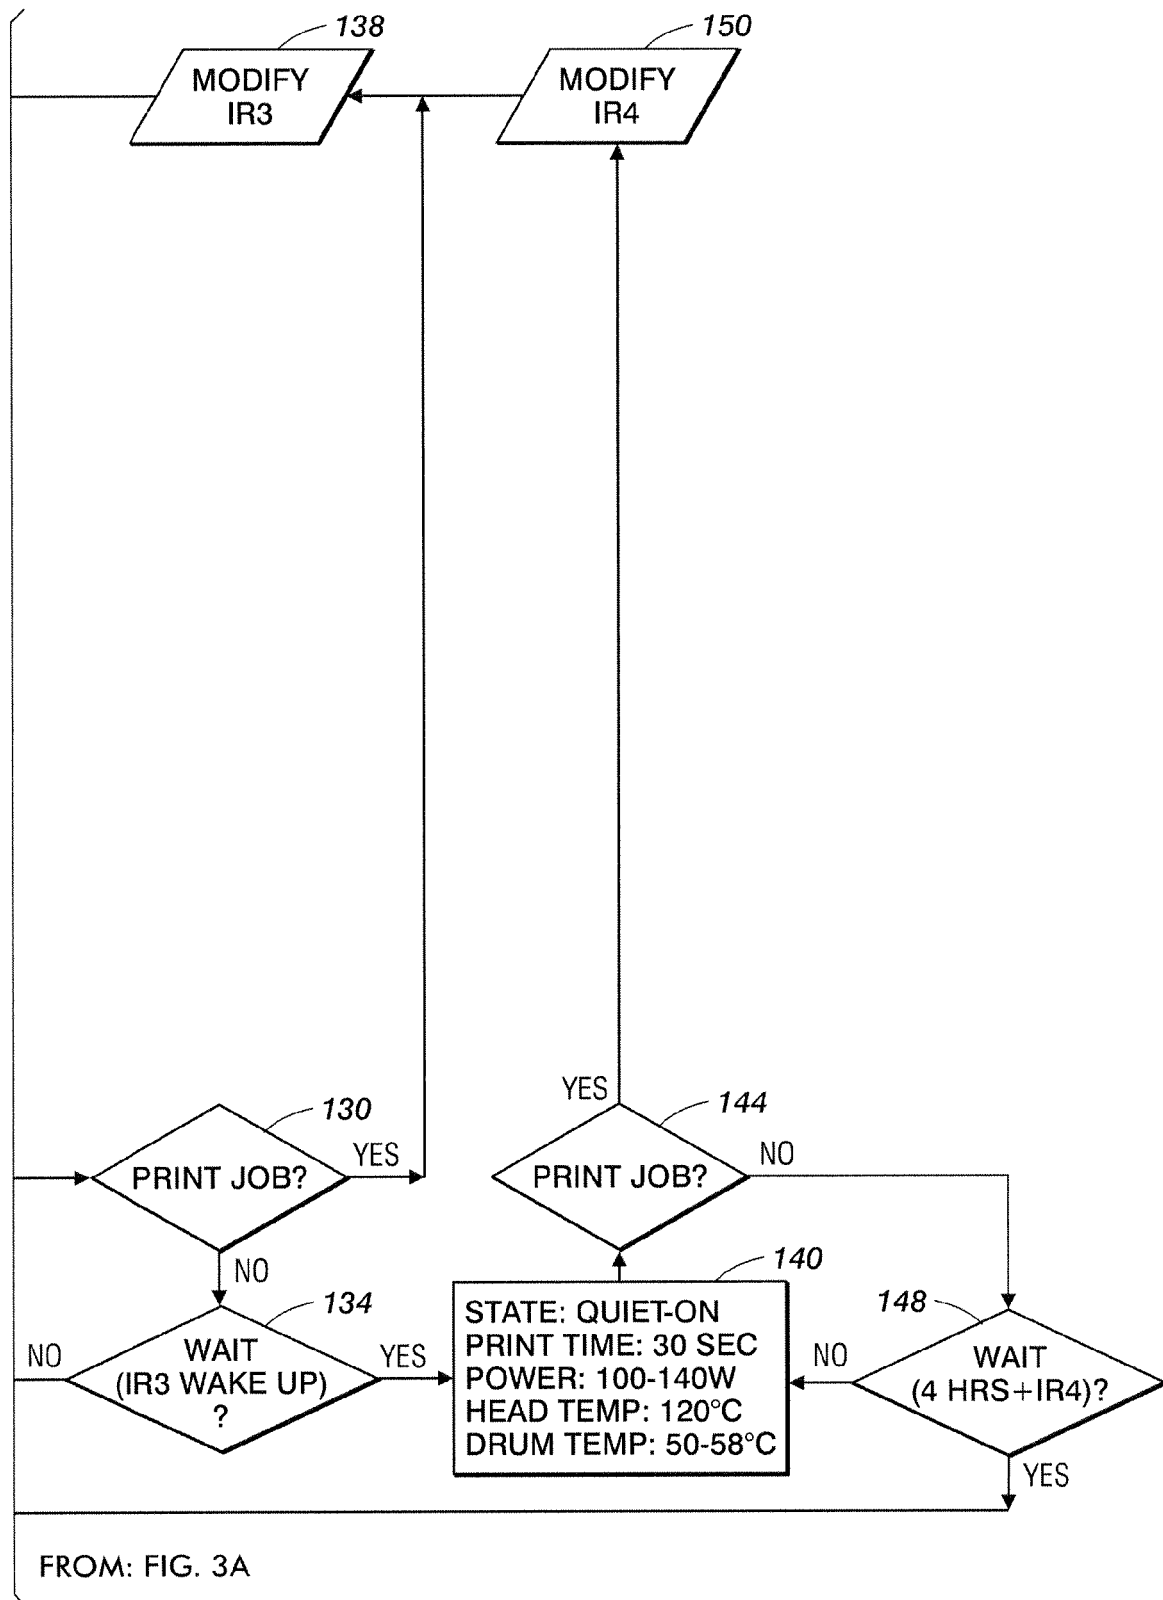 138
MODIFY
IR3
150
MODIFY
IR4
130
PRINT JOB?
YES
NO
YES
144
PRINT JOB?
NO
134
WAIT
(IR3 WAKE UP)
?
NO
YES
140
STATE: QUIET-ON
PRINT TIME: 30 SEC
POWER: 100-140W
HEAD TEMP: 120°C
DRUM TEMP: 50-58°C
148
WAIT
(4 HRS+IR4)?
NO
YES
FROM: FIG. 3A